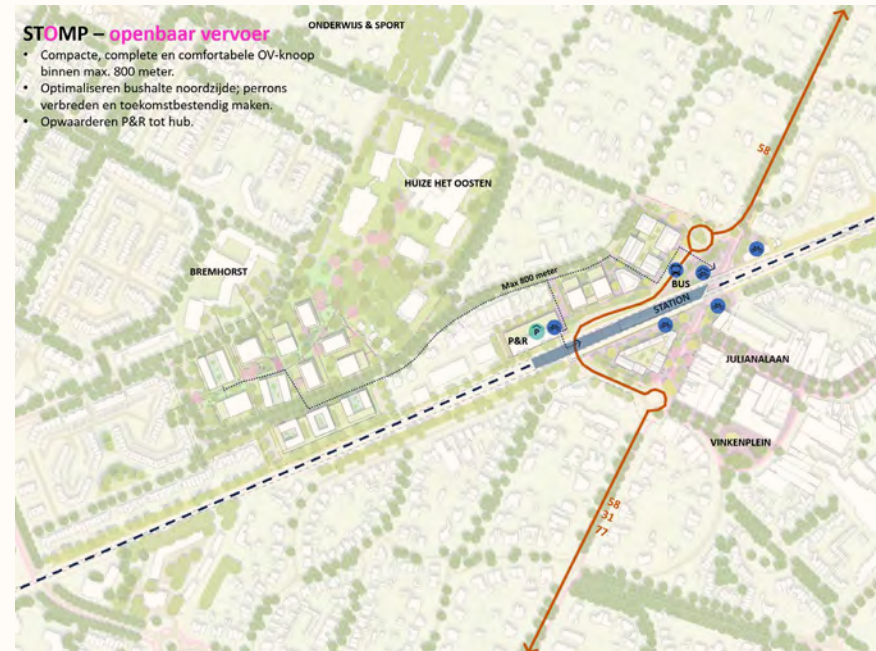 STOMP – openbaar vervoer
• Compacte, complete en comfortabele OV-knoop
binnen max. 800 meter.
• Optimaliseren bushalte noordzijde; perrons
verbreden en toekomstbestendig maken.
• Opwaarderen P&R tot hub.
ONDERWIJS & SPORT
58
HUIZE HET OOSTEN
BREMHORST
Max 800 meter
BUS
STATION
P
P&R
JULIANALAAN
VINKENPLEIN
58
31
77